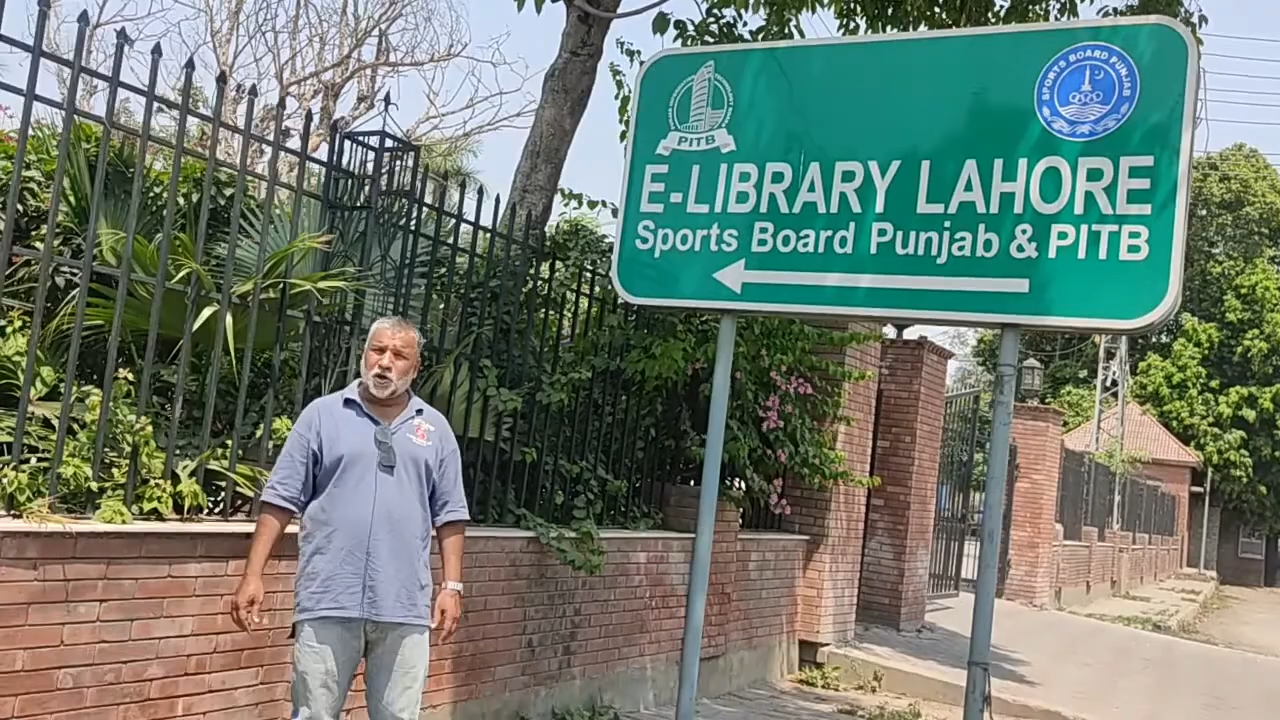 PITB
SPORTS BOARD PUNJAB
E-LIBRARY LAHORE
Sports Board Punjab & PITB